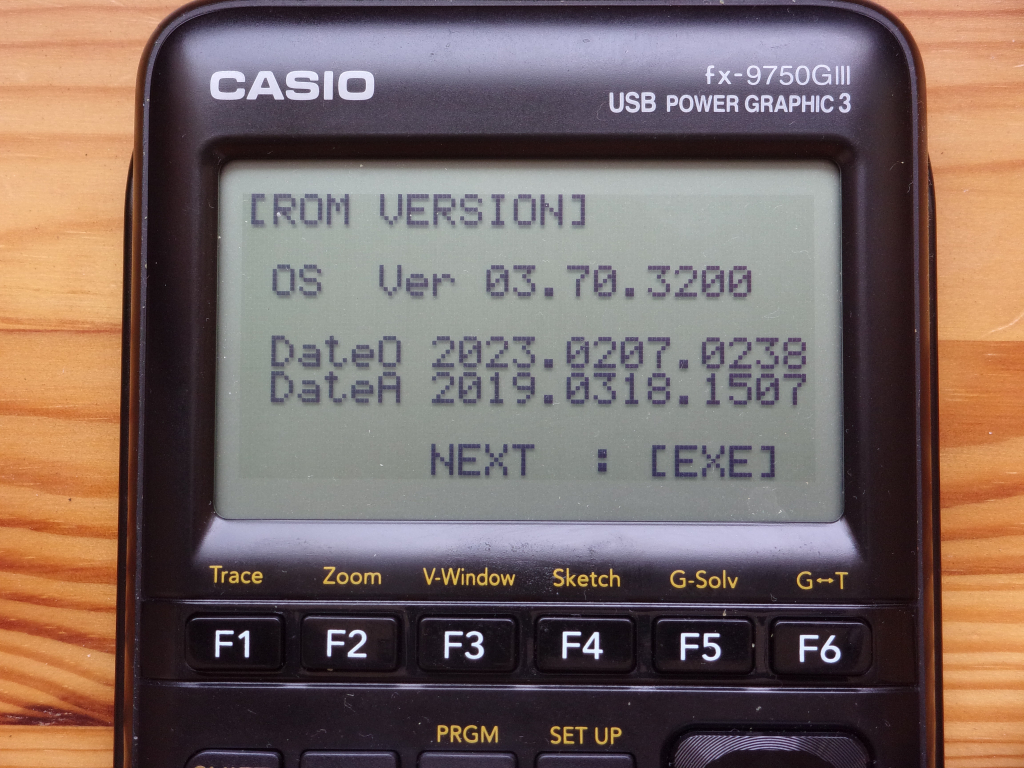 CASIO
fx-9750GIII
USB POWER GRAPHIC 3
[ROM VERSION]
OS Ver 03.70.3200
DateO 2023.0207.0238
DateA 2019.0318.1507
NEXT : [EXE]
Trace Zoom V-Window Sketch G-Solv G↔T
F1 F2 F3 F4 F5 F6
PRGM SET UP